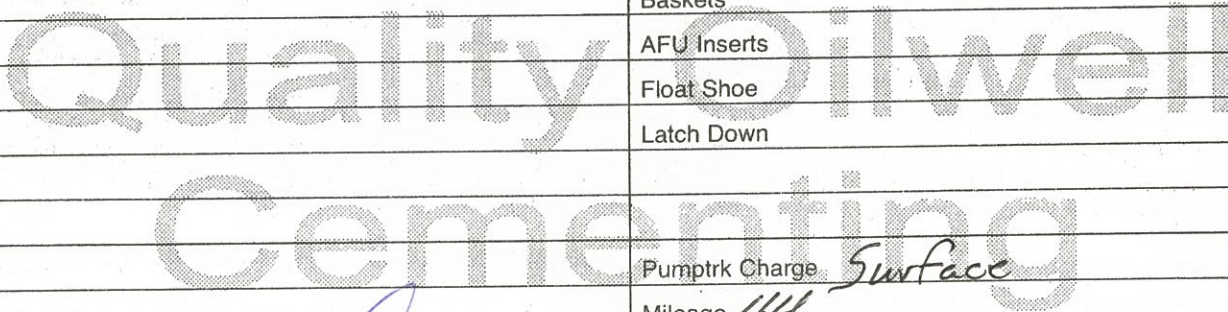 Baskets
Quality Oilwell
AFU Inserts
Float Shoe
Latch Down
Cementing
Pumptrk Charge Surface
Mileage